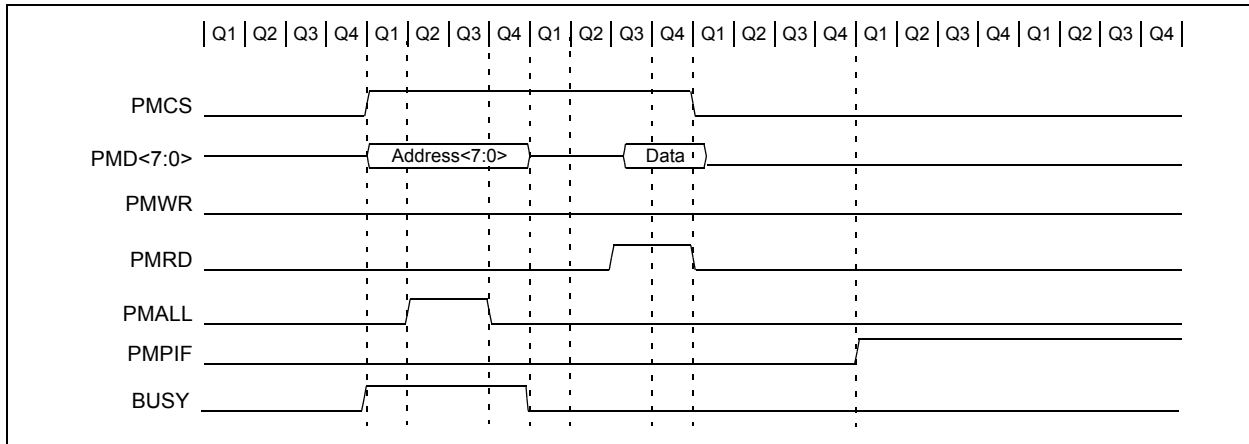 Q1 Q2 Q3 Q4 Q1 Q2 Q3 Q4 Q1 Q2 Q3 Q4 Q1 Q2 Q3 Q4 Q1 Q2 Q3 Q4 Q1 Q2 Q3 Q4
PMCS
PMD<7:0> Address<7:0> Data
PMWR
PMRD
PMALL
PMPIF
BUSY